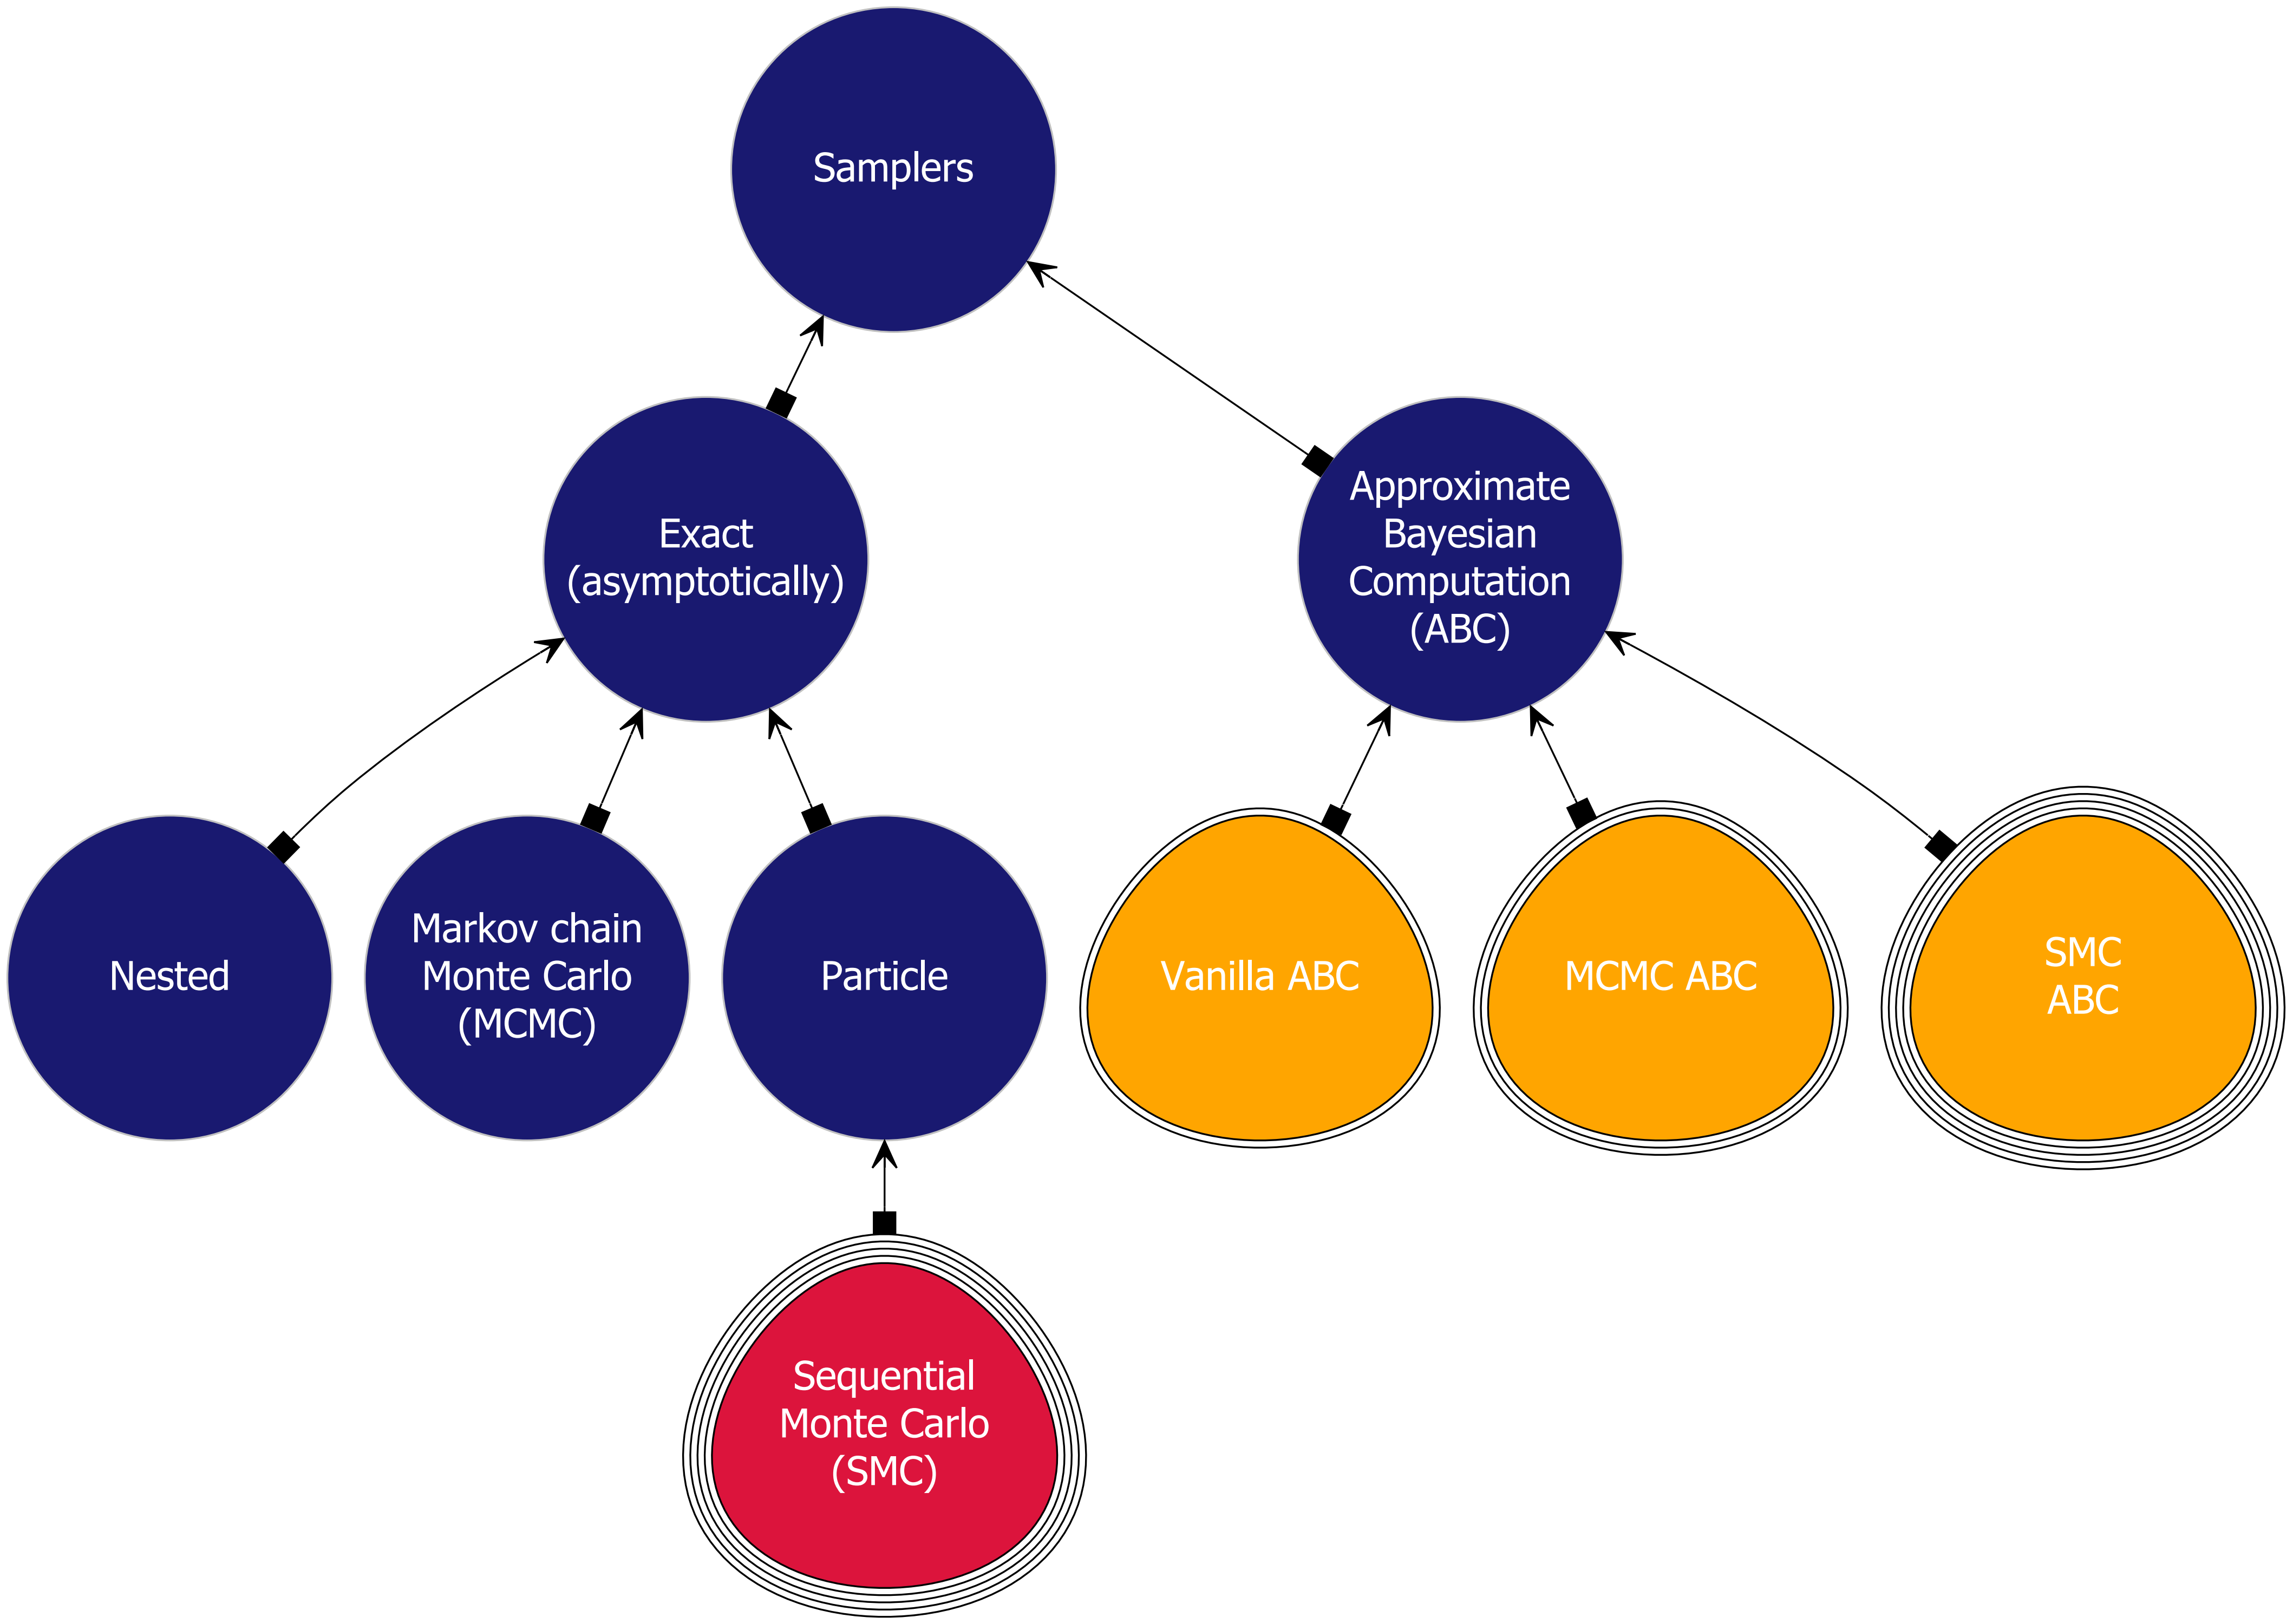 Samplers
Exact
(asymptotically)
Approximate
Bayesian
Computation
(ABC)
Nested
Markov chain
Monte Carlo
(MCMC)
Particle
Vanilla ABC
MCMC ABC
SMC
ABC
Sequential
Monte Carlo
(SMC)